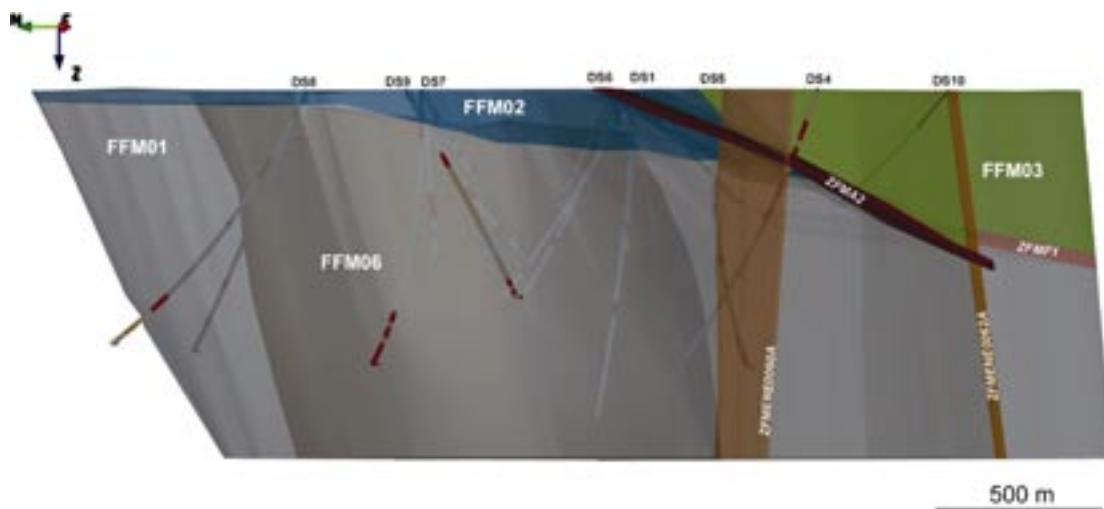 N
E
Z
DS8 DS9 DS7 DS6 DS1 DS5 DS4 DS10
FFM02
FFM01
FFM03
ZFMA2
ZFMF1
FFM06
ZFMENE0060A
ZFMENE0062A
500 m